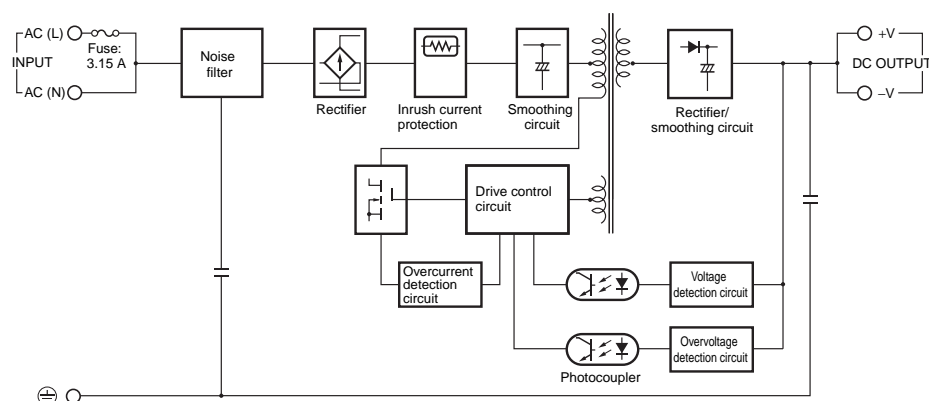 AC (L)
Fuse:
3.15 A
INPUT
AC (N)
Noise
filter
Rectifier
Inrush current
protection
Smoothing
circuit
Rectifier/
smoothing circuit
+V
DC OUTPUT
–V
Drive control
circuit
Overcurrent
detection
circuit
Voltage
detection circuit
Overvoltage
detection circuit
Photocoupler